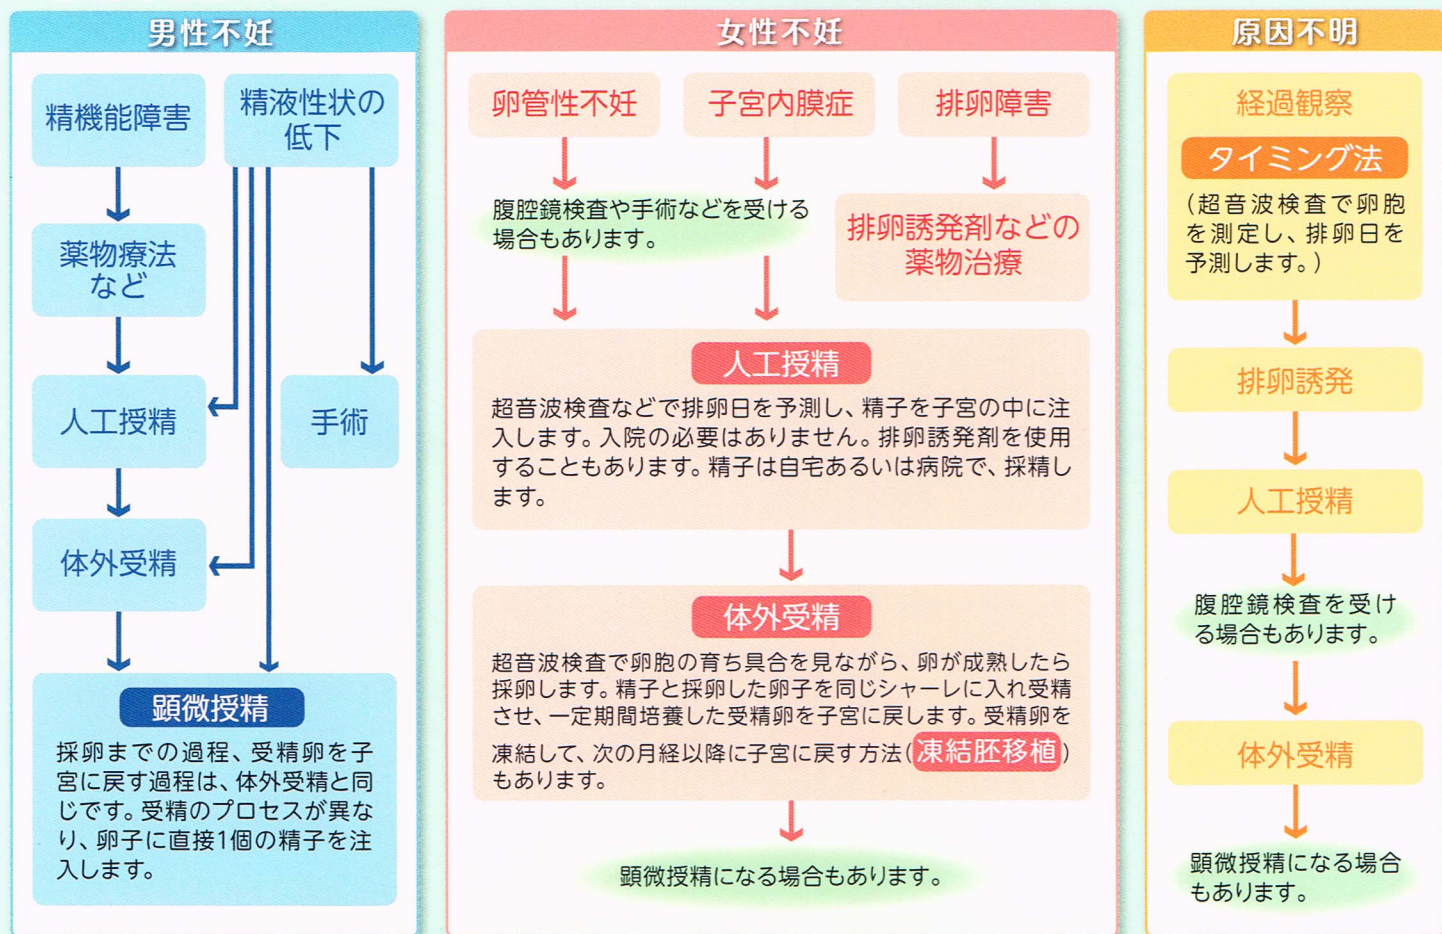 男性不妊
精機能障害
精液性状の
低下
薬物療法
など
人工授精
手術
体外受精
顕微授精
採卵までの過程、受精卵を子
宮に戻す過程は、体外受精と同
じです。受精のプロセスが異な
り、卵子に直接1個の精子を注
入します。
女性不妊
卵管性不妊
子宮内膜症
排卵障害
腹腔鏡検査や手術などを受ける
場合もあります。
排卵誘発剤などの
薬物治療
人工授精
超音波検査などで排卵日を予測し、精子を子宮の中に注
入します。入院の必要はありません。排卵誘発剤を使用
することもあります。精子は自宅あるいは病院で、採精し
ます。
体外受精
超音波検査で卵胞の育ち具合を見ながら、卵が成熟したら
採卵します。精子と採卵した卵子を同じシャーレに入れ受精
させ、一定期間培養した受精卵を子宮に戻します。受精卵を
凍結して、次の月経以降に子宮に戻す方法(凍結胚移植)
もあります。
顕微授精になる場合もあります。
原因不明
経過観察
タイミング法
(超音波検査で卵胞
を測定し、排卵日を
予測します。)
排卵誘発
人工授精
腹腔鏡検査を受け
る場合もあります。
体外受精
顕微授精になる場合
もあります。